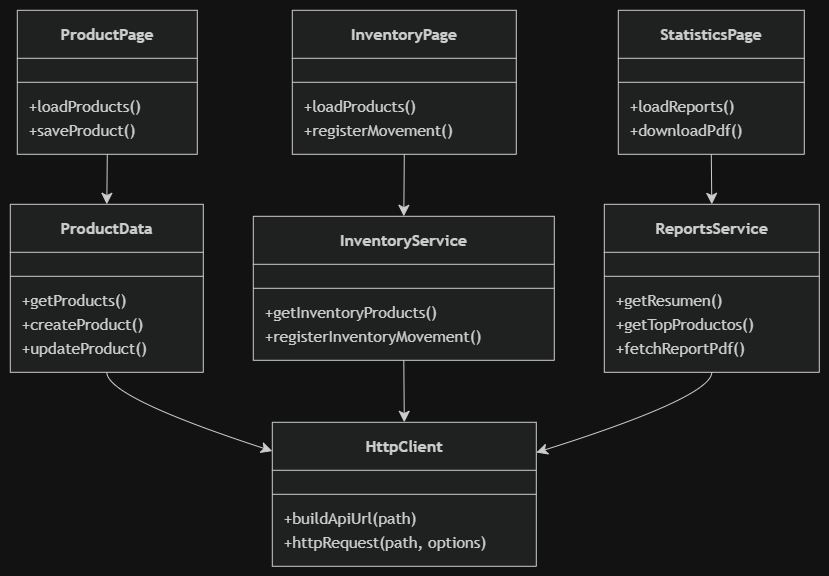 ProductPage
+loadProducts()
+saveProduct()
InventoryPage
+loadProducts()
+registerMovement()
StatisticsPage
+loadReports()
+downloadPdf()
ProductData
+getProducts()
+createProduct()
+updateProduct()
InventoryService
+getInventoryProducts()
+registerInventoryMovement()
ReportsService
+getResumen()
+getTopProductos()
+fetchReportPdf()
HttpClient
+buildApiUrl(path)
+httpRequest(path, options)